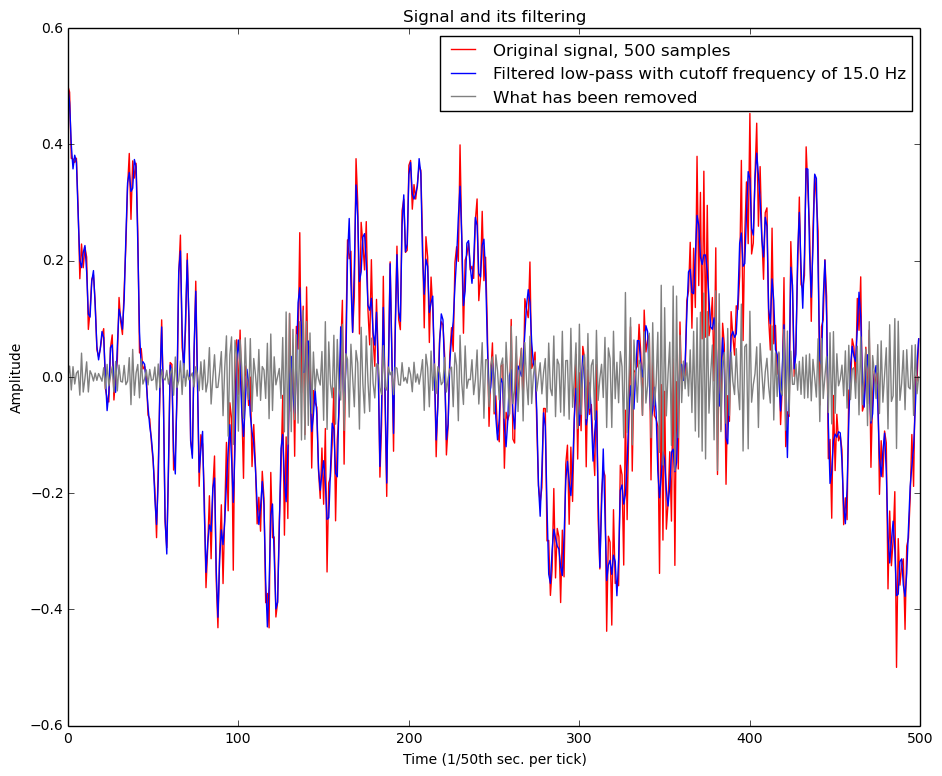 Signal and its filtering
Original signal, 500 samples
Filtered low-pass with cutoff frequency of 15.0 Hz
What has been removed
0.6
0.4
0.2
0.0
−0.2
−0.4
−0.6
Amplitude
0 100 200 300 400 500
Time (1/50th sec. per tick)